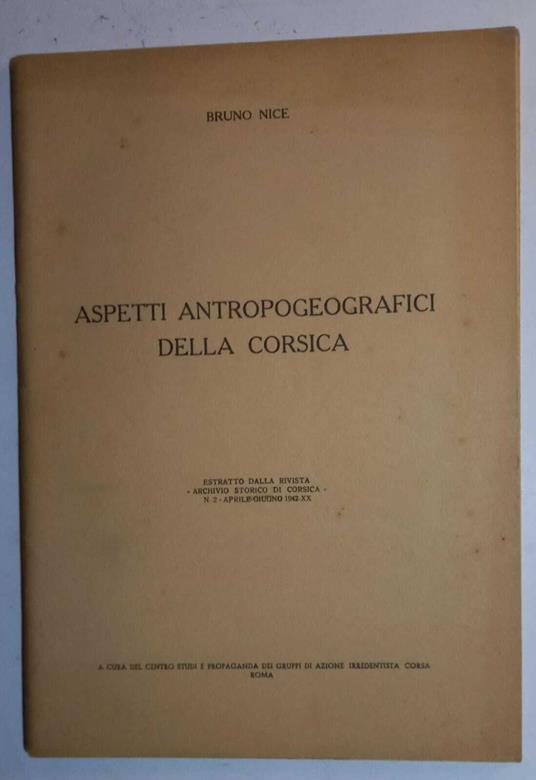 BRUNO NICE
ASPETTI ANTROPOGEOGRAFICI
DELLA CORSICA
ESTRATTO DALLA RIVISTA
- ARCHIVIO STORICO DI CORSICA -
N 2 - APRILE-GIUGNO 1942-XX
A CURA DEL CENTRO STUDI E PROPAGANDA DEI GRUPPI DI AZIONE IRREDENTISTA CORSA
ROMA